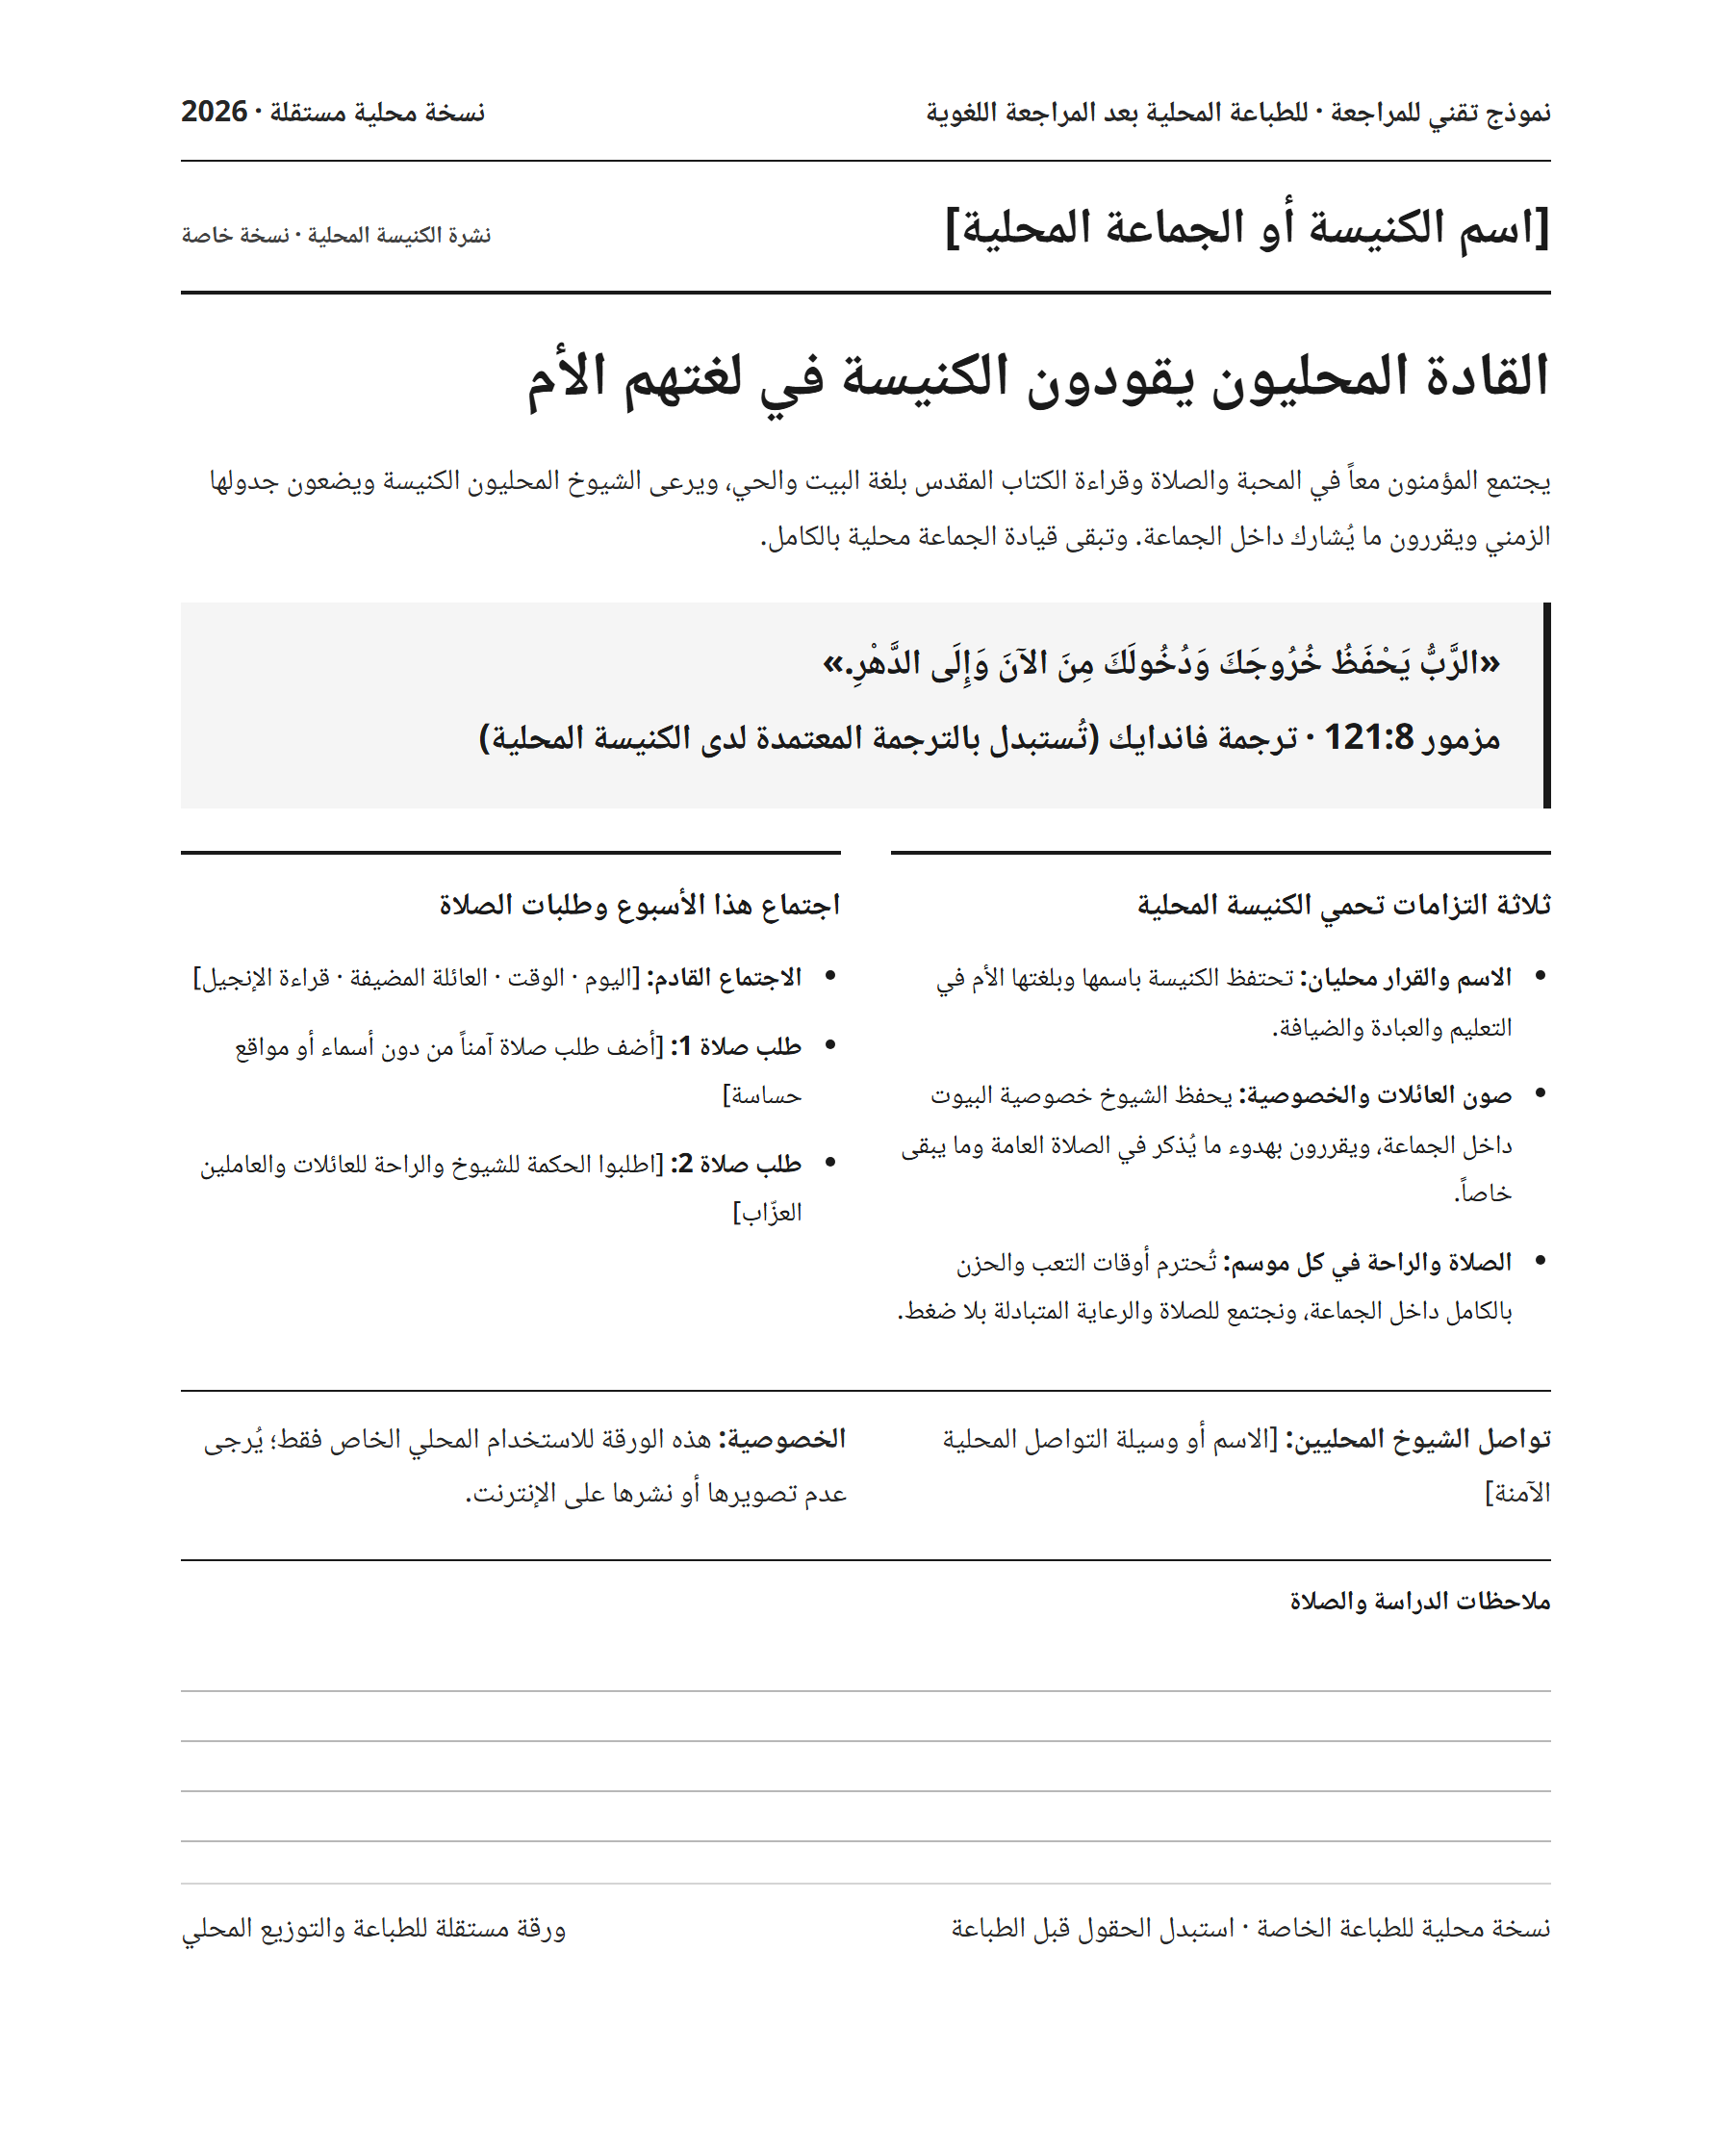 نموذج تقني للمراجعة · للطباعة المحلية بعد المراجعة اللغوية
نسخة محلية مستقلة · 2026
[اسم الكنيسة أو الجماعة المحلية]
نشرة الكنيسة المحلية · نسخة خاصة
القادة المحليون يقودون الكنيسة في لغتهم الأم
يجتمع المؤمنون معاً في المحبة والصلاة وقراءة الكتاب المقدس بلغة البيت والحي، ويرعى الشيوخ المحليون الكنيسة ويضعون جدولها
الزمني ويقررون ما يُشارك داخل الجماعة. وتبقى قيادة الجماعة محلية بالكامل.
«الرَّبُّ يَحْفَظُ خُرُوجَكَ وَدُخُولَكَ مِنَ الآنَ وَإِلَى الدَّهْرِ.»
مزمور 121:8 · ترجمة فاندايك (تُستبدل بالترجمة المعتمدة لدى الكنيسة المحلية)
ثلاثة التزامات تحمي الكنيسة المحلية
• الاسم والقرار محليان: تحتفظ الكنيسة باسمها وبلغتها الأم في
التعليم والعبادة والضيافة.
• صون العائلات والخصوصية: يحفظ الشيوخ خصوصية البيوت
داخل الجماعة، ويقررون بهدوء ما يُذكر في الصلاة العامة وما يبقى
خاصاً.
• الصلاة والراحة في كل موسم: تُحترم أوقات التعب والحزن
بالكامل داخل الجماعة، ونجتمع للصلاة والرعاية المتبادلة بلا ضغط.
اجتماع هذا الأسبوع وطلبات الصلاة
• الاجتماع القادم: [اليوم · الوقت · العائلة المضيفة · قراءة الإنجيل]
• طلب صلاة 1: [أضف طلب صلاة آمناً من دون أسماء أو مواقع
حساسة]
• طلب صلاة 2: [اطلبوا الحكمة للشيوخ والراحة للعائلات والعاملين
العزّاب]
تواصل الشيوخ المحليين: [الاسم أو وسيلة التواصل المحلية
الآمنة]
الخصوصية: هذه الورقة للاستخدام المحلي الخاص فقط؛ يُرجى
عدم تصويرها أو نشرها على الإنترنت.
ملاحظات الدراسة والصلاة
نسخة محلية للطباعة الخاصة · استبدل الحقول قبل الطباعة
ورقة مستقلة للطباعة والتوزيع المحلي